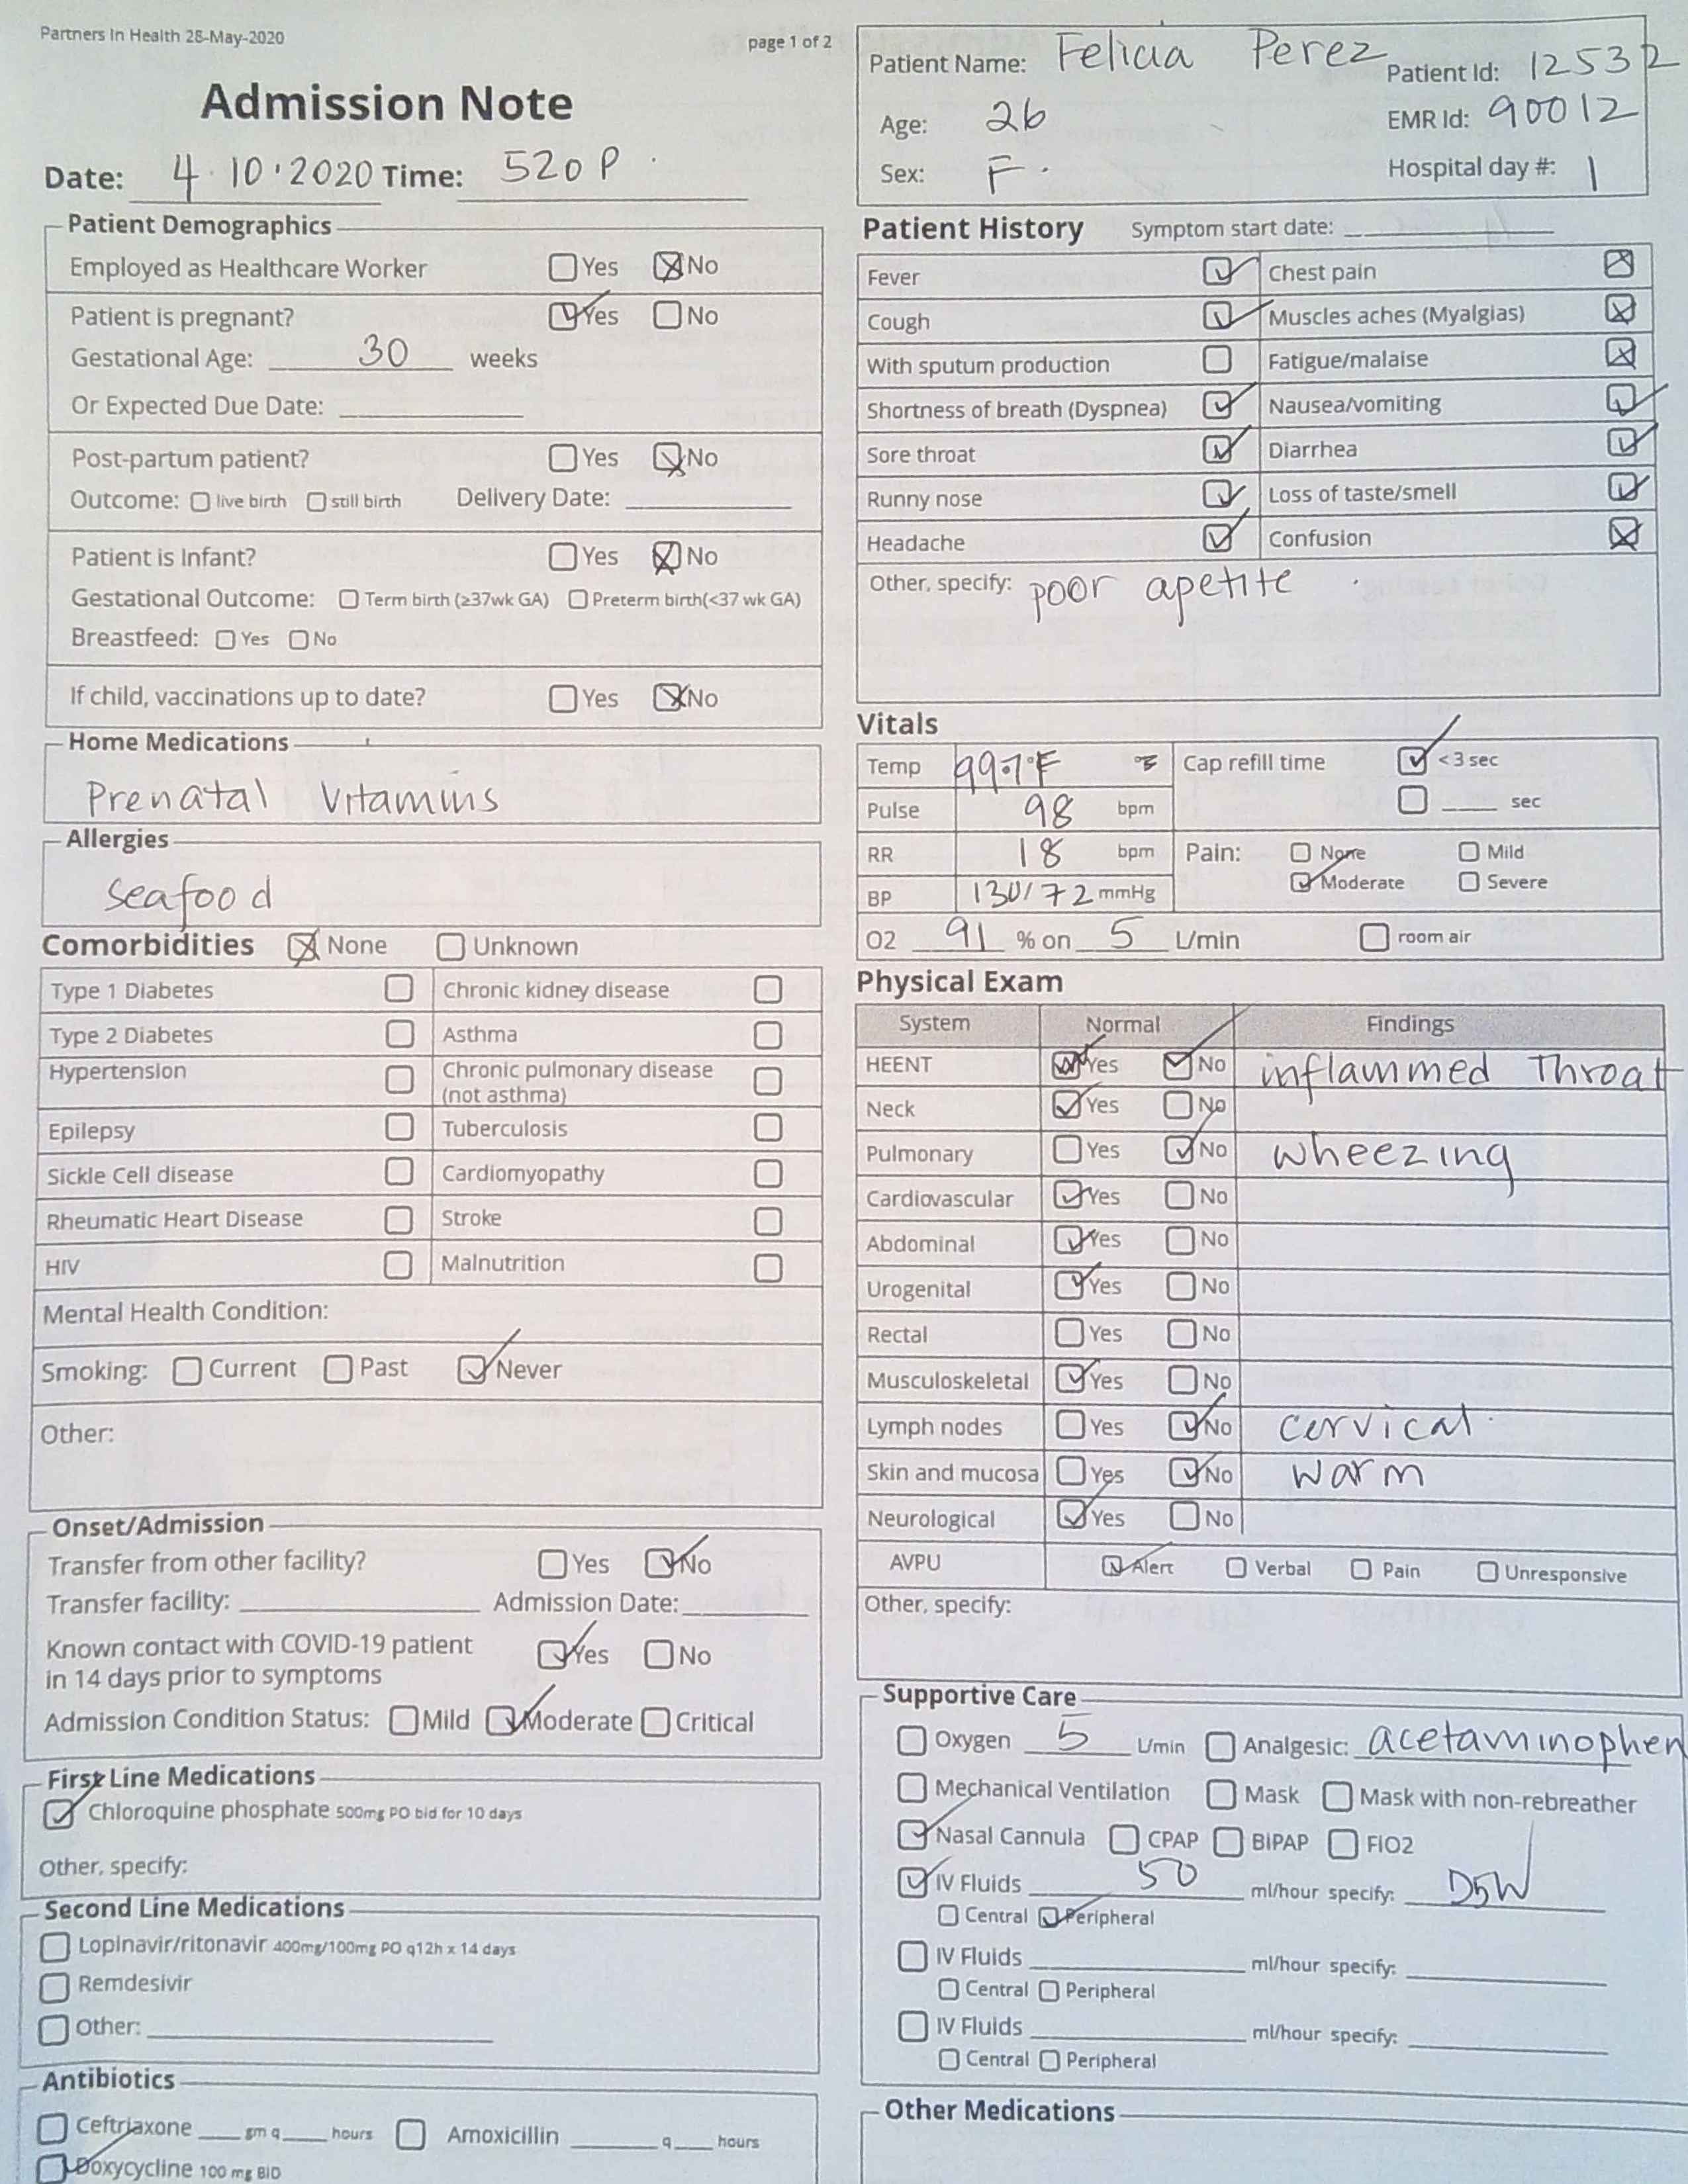 Partners In Health 28-May-2020
page 1 of 2
Admission Note
Date: 4.10.2020 Time: 520 P.
Patient Name: Felicia Perez Patient Id: 12532
Age: 26 EMR Id: 90012
Sex: F. Hospital day #: 1
Patient Demographics
Employed as Healthcare Worker Yes No
Patient is pregnant? Yes No
Gestational Age: 30 weeks
Or Expected Due Date:
Post-partum patient? Yes No
Outcome: live birth still birth Delivery Date:
Patient is Infant? Yes No
Gestational Outcome: Term birth (≥37wk GA) Preterm birth(<37 wk GA)
Breastfeed: Yes No
If child, vaccinations up to date? Yes No
Home Medications
Prenatal Vitamins
Allergies
Seafood
Comorbidities None Unknown
Type 1 Diabetes Chronic kidney disease
Type 2 Diabetes Asthma
Hypertension Chronic pulmonary disease
(not asthma)
Epilepsy Tuberculosis
Sickle Cell disease Cardiomyopathy
Rheumatic Heart Disease Stroke
HIV Malnutrition
Mental Health Condition:
Smoking: Current Past Never
Other:
Onset/Admission
Transfer from other facility? Yes No
Transfer facility: Admission Date:
Known contact with COVID-19 patient
in 14 days prior to symptoms Yes No
Admission Condition Status: Mild Moderate Critical
First Line Medications
Chloroquine phosphate 500mg PO bid for 10 days
Other, specify:
Second Line Medications
Lopinavir/ritonavir 400mg/100mg PO q12h x 14 days
Remdesivir
Other:
Antibiotics
Ceftriaxone gm q hours Amoxicillin q hours
Doxycycline 100 mg BID
Patient History Symptom start date:
Fever Chest pain
Cough Muscles aches (Myalgias)
With sputum production Fatigue/malaise
Shortness of breath (Dyspnea) Nausea/vomiting
Sore throat Diarrhea
Runny nose Loss of taste/smell
Headache Confusion
Other, specify: poor apetite
Vitals
Temp 99.1°F Cap refill time < 3 sec
Pulse 98 bpm sec
RR 18 bpm Pain: None Mild
BP 130/72 mmHg Moderate Severe
O2 91 % on 5 L/min room air
Physical Exam
System Normal Findings
HEENT Yes No inflammed Throat
Neck Yes No
Pulmonary Yes No wheezing
Cardiovascular Yes No
Abdominal Yes No
Urogenital Yes No
Rectal Yes No
Musculoskeletal Yes No
Lymph nodes Yes No cervical
Skin and mucosa Yes No warm
Neurological Yes No
AVPU Alert Verbal Pain Unresponsive
Other, specify:
Supportive Care
Oxygen 5 L/min Analgesic: acetaminophen
Mechanical Ventilation Mask Mask with non-rebreather
Nasal Cannula CPAP BiPAP FiO2
IV Fluids 50 ml/hour specify: D5W
Central Peripheral
IV Fluids ml/hour specify:
Central Peripheral
IV Fluids ml/hour specify:
Central Peripheral
Other Medications